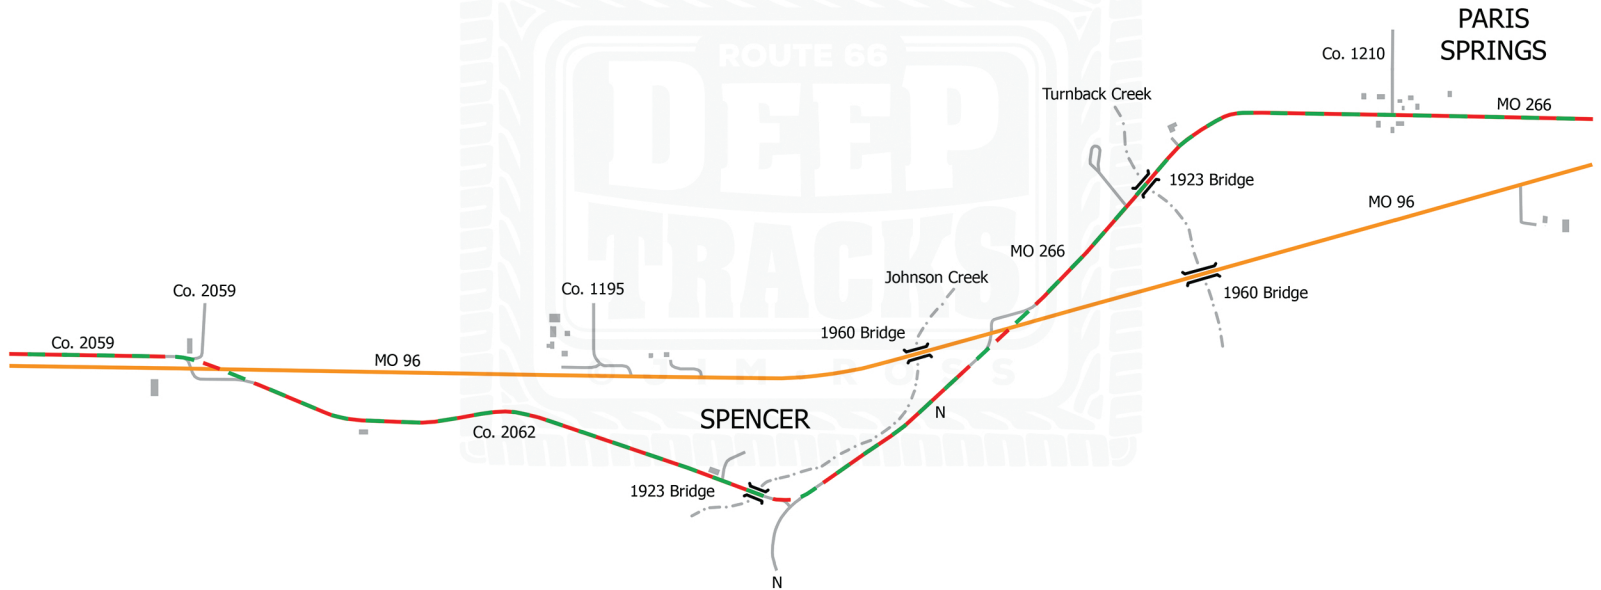 PARIS
SPRINGS
Co. 1210
MO 266
Turnback Creek
1923 Bridge
MO 96
MO 266
Johnson Creek
1960 Bridge
Co. 2059
Co. 1195
1960 Bridge
Co. 2059
MO 96
SPENCER
N
Co. 2062
1923 Bridge
N
ROUTE 66
DEEP
TRACKS